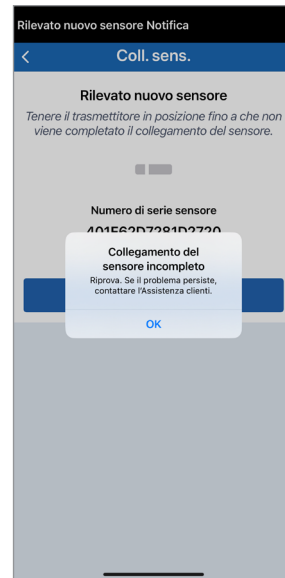 Rilevato nuovo sensore Notifica
Coll. sens.
Rilevato nuovo sensore
Tenere il trasmettitore in posizione fino a che non
viene completato il collegamento del sensore.
Numero di serie sensore
401F62D7281D2720
Collegamento del
sensore incompleto
Riprova. Se il problema persiste,
contattare l'Assistenza clienti.
OK